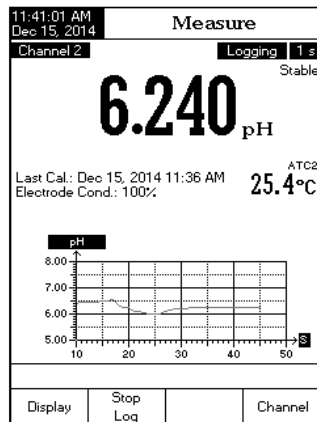 11:41:01 AM
Dec 15, 2014
Measure
Channel 2
Logging
1 s
Stable
6.240 pH
Last Cal.: Dec 15, 2014 11:36 AM
Electrode Cond.: 100%
ATC2
25.4°C
pH
8.00
7.00
6.00
5.00
10 20 30 40 50
S
Display
Stop
Log
Channel